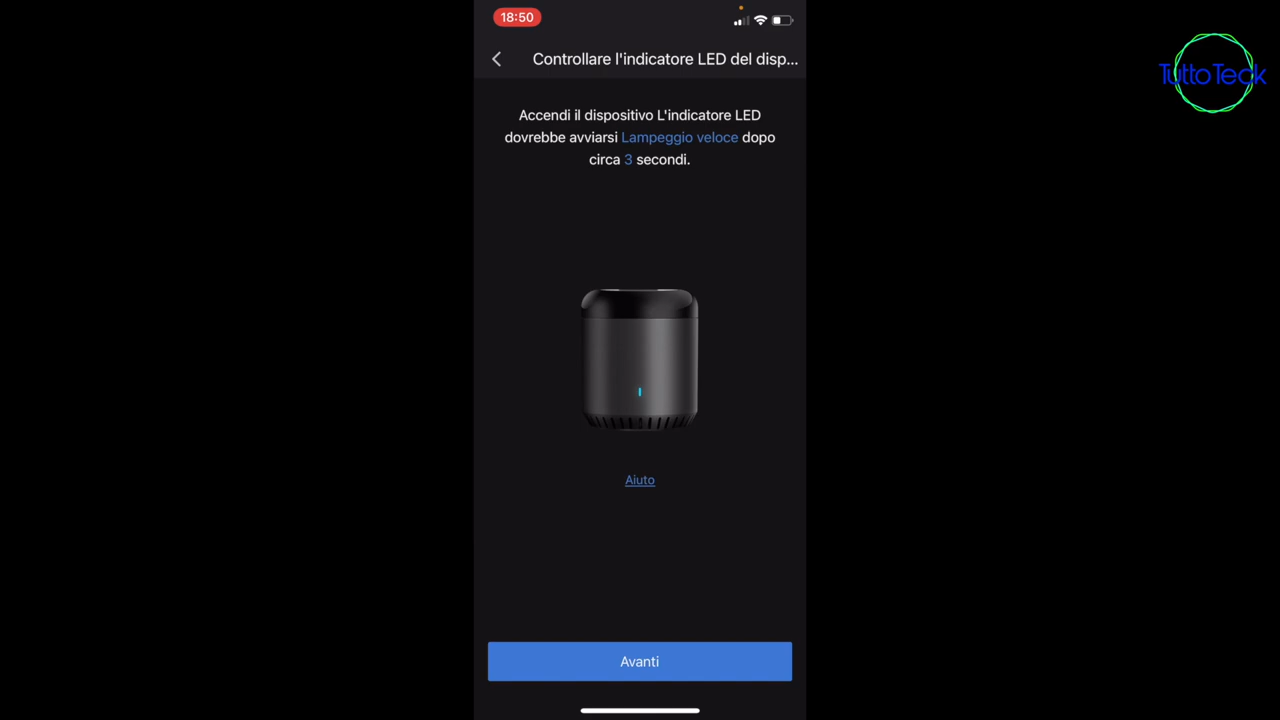 18:50
Controllare l'indicatore LED del disp...
TuttoTeck
Accendi il dispositivo L'indicatore LED
dovrebbe avviarsi Lampeggio veloce dopo
circa 3 secondi.
Aiuto
Avanti